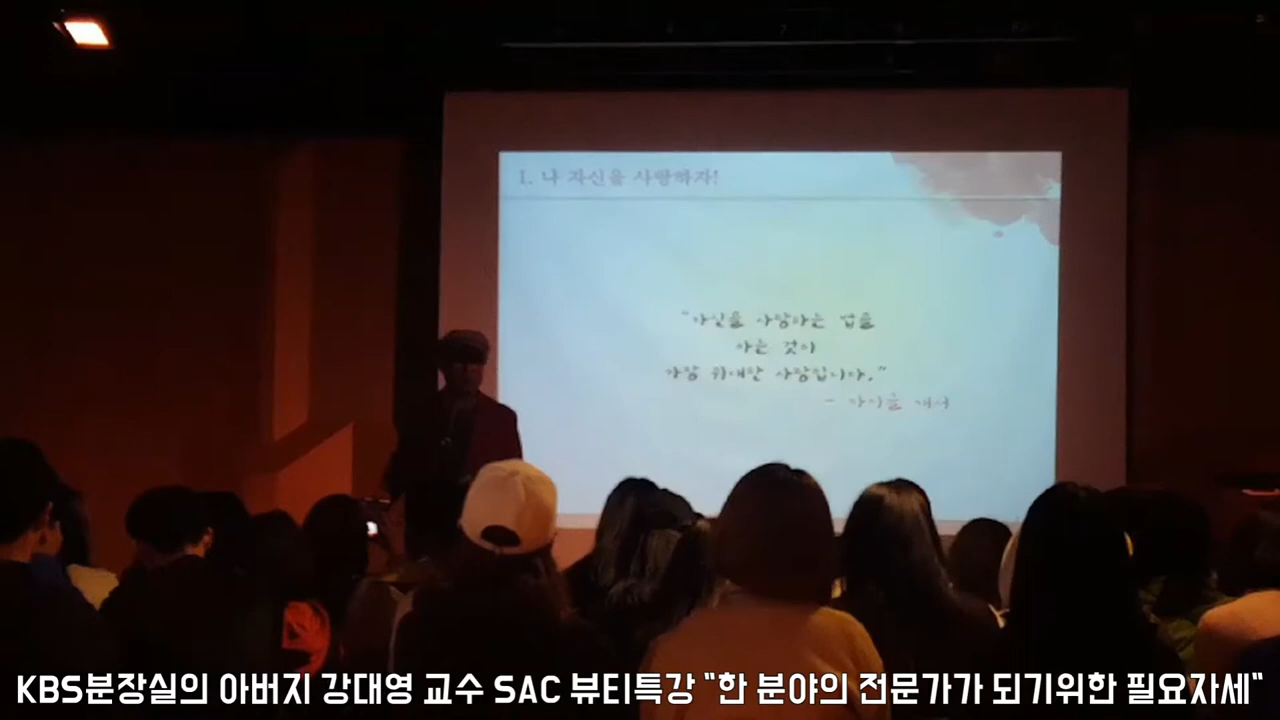 1. 나 자신을 사랑하자!
"자신을 사랑하는 법을
아는 것이
가장 위대한 사랑입니다."
KBS분장실의 아버지 강대영 교수 SAC 뷰티특강 "한 분야의 전문가가 되기위한 필요자세"